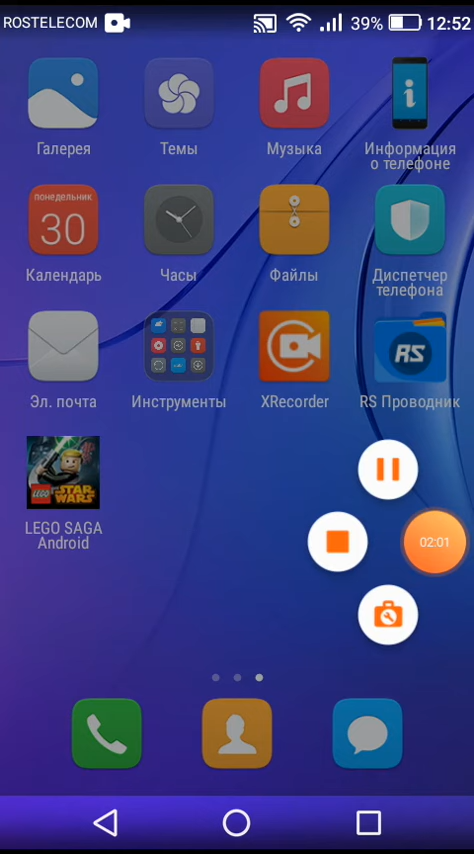 ROSTELECOM
39% 12:52
Галерея
Темы
Музыка
Информация
о телефоне
понедельник
30
Календарь
Часы
Файлы
Диспетчер
телефона
Эл. почта
Инструменты
XRecorder
RS
RS Проводник
LEGO STAR WARS
LEGO SAGA
Android
02:01